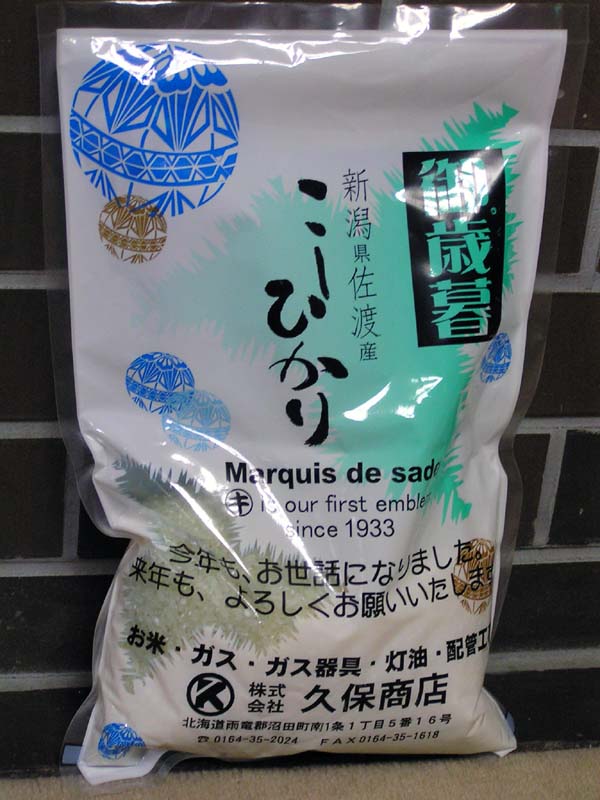 御歳暮
新潟県佐渡産
こしひかり
Marquis de sade
キ is our first emblem
since 1933
今年も、お世話になりました。
来年も、よろしくお願いいたします
お米・ガス・ガス器具・灯油・配管工
K 株式会社 久保商店
北海道雨竜郡沼田町南1条1丁目5番16号
☎ 0164-35-2024 FAX0164-35-1618